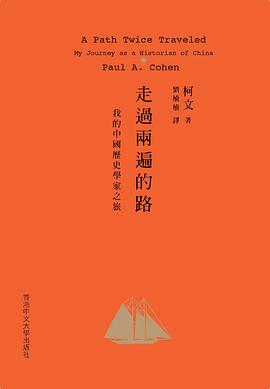 A Path Twice Traveled
My Journey as a Historian of China
Paul A. Cohen
柯文 著
劉楠楠 譯
走過兩遍的路
我的中國歷史學家之旅
香港中文大學出版社